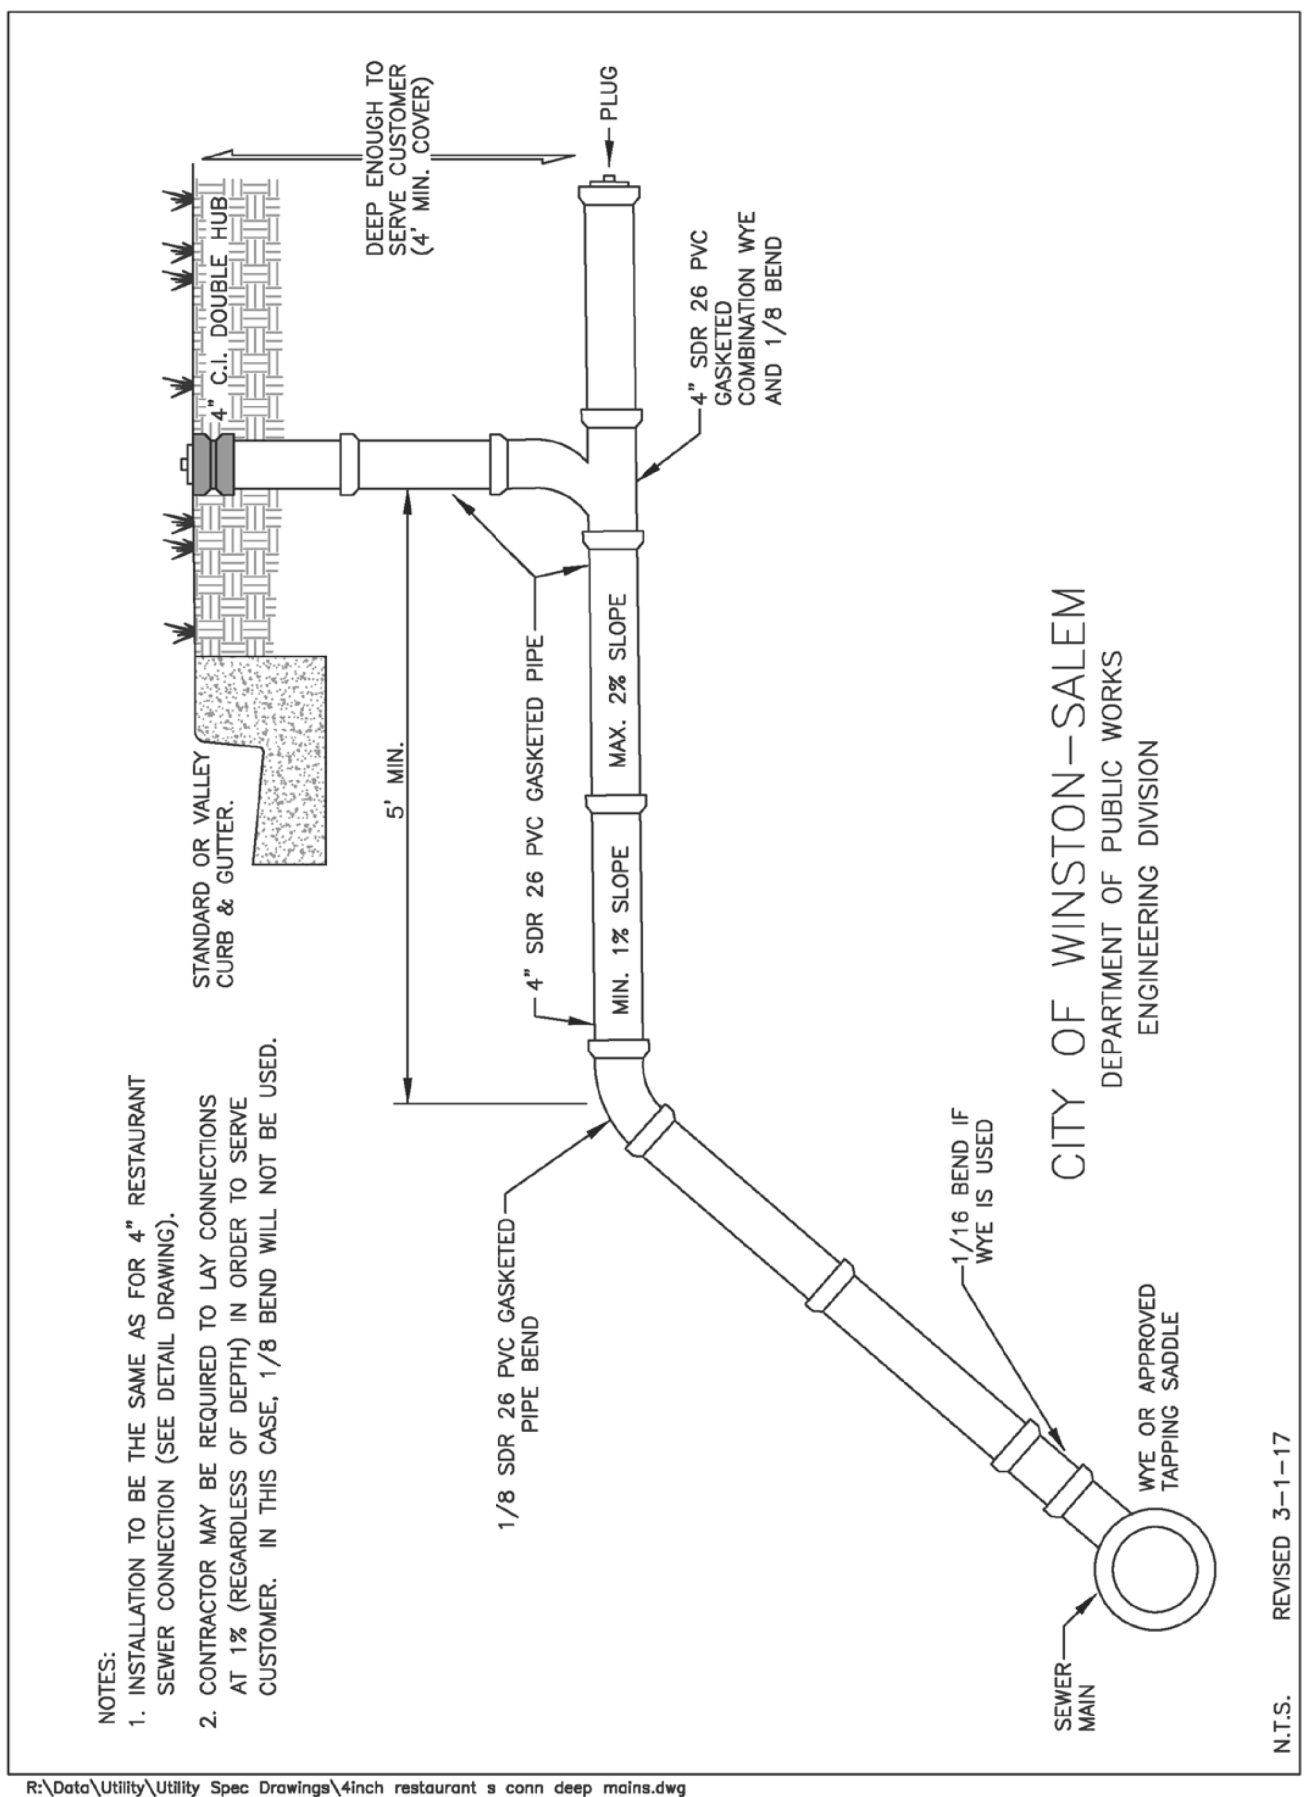 NOTES:
1. INSTALLATION TO BE THE SAME AS FOR 4" RESTAURANT
SEWER CONNECTION (SEE DETAIL DRAWING).
2. CONTRACTOR MAY BE REQUIRED TO LAY CONNECTIONS
AT 1% (REGARDLESS OF DEPTH) IN ORDER TO SERVE
CUSTOMER. IN THIS CASE, 1/8 BEND WILL NOT BE USED.
STANDARD OR VALLEY
CURB & GUTTER.
4" C.I. DOUBLE HUB
DEEP ENOUGH TO
SERVE CUSTOMER
(4' MIN. COVER)
5' MIN.
PLUG
1/8 SDR 26 PVC GASKETED
PIPE BEND
4" SDR 26 PVC GASKETED PIPE
MIN. 1% SLOPE
MAX. 2% SLOPE
4" SDR 26 PVC
GASKETED
COMBINATION WYE
AND 1/8 BEND
1/16 BEND IF
WYE IS USED
SEWER
MAIN
WYE OR APPROVED
TAPPING SADDLE
CITY OF WINSTON-SALEM
DEPARTMENT OF PUBLIC WORKS
ENGINEERING DIVISION
N.T.S. REVISED 3-1-17
R:\Data\Utility\Utility Spec Drawings\4inch restaurant s conn deep mains.dwg